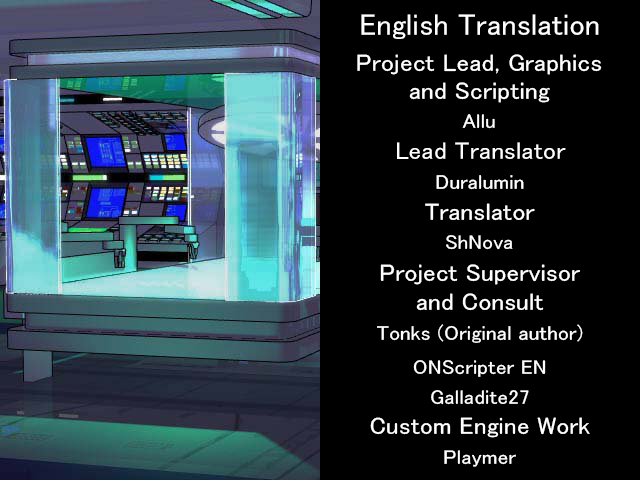 English Translation
Project Lead, Graphics
and Scripting
Allu
Lead Translator
Duralumin
Translator
ShNova
Project Supervisor
and Consult
Tonks (Original author)
ONScripter EN
Galladite27
Custom Engine Work
Playmer